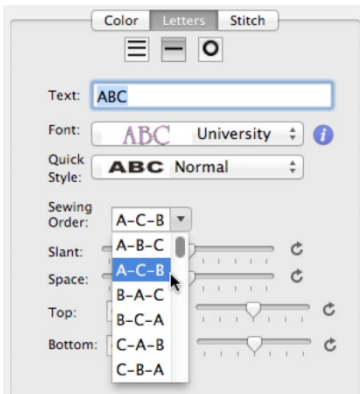 Color Letters Stitch
Text: ABC
Font: ABC University
Quick Style: ABC Normal
Sewing Order: A-C-B
A-B-C
A-C-B
B-A-C
B-C-A
C-A-B
C-B-A
Slant:
Space:
Top:
Bottom: